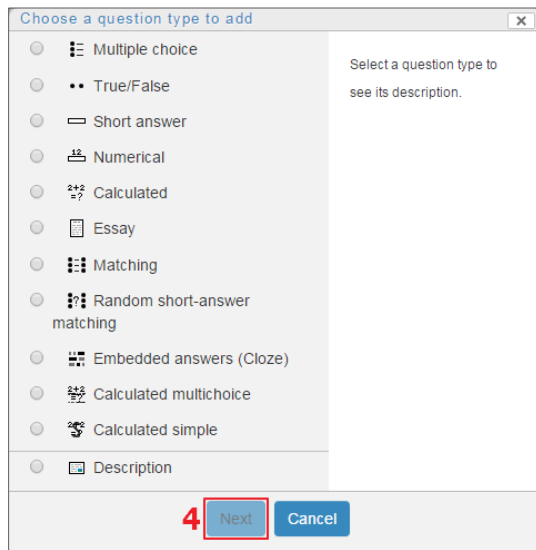 Choose a question type to add
Multiple choice
Select a question type to
see its description.
True/False
Short answer
Numerical
Calculated
Essay
Matching
Random short-answer
matching
Embedded answers (Cloze)
Calculated multichoice
Calculated simple
Description
4 Next Cancel